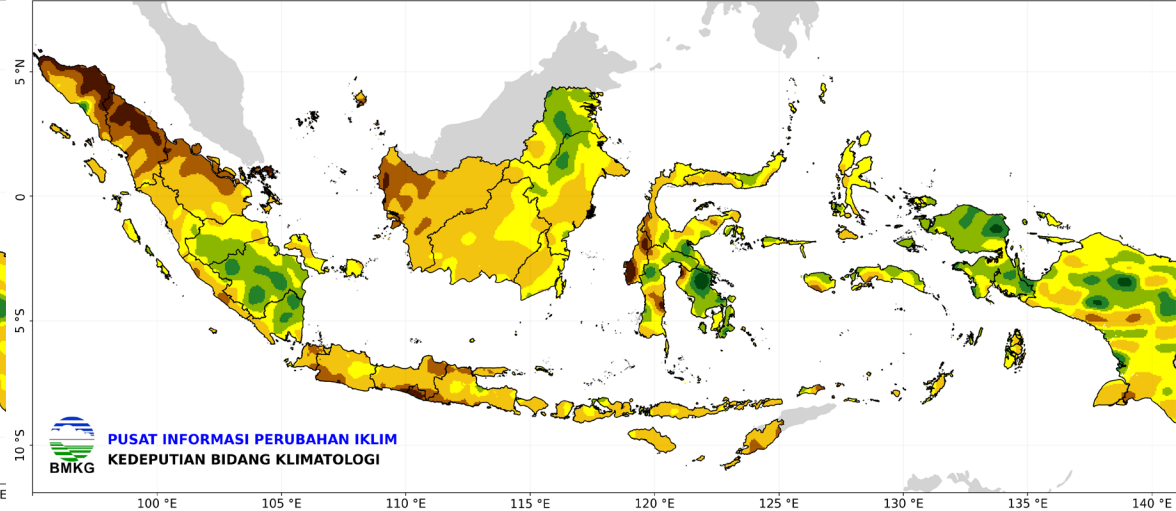 5 °N
0
5 °S
10 °S
BMKG
PUSAT INFORMASI PERUBAHAN IKLIM
KEDEPUTIAN BIDANG KLIMATOLOGI
E
100 °E
105 °E
110 °E
115 °E
120 °E
125 °E
130 °E
135 °E
140 °E